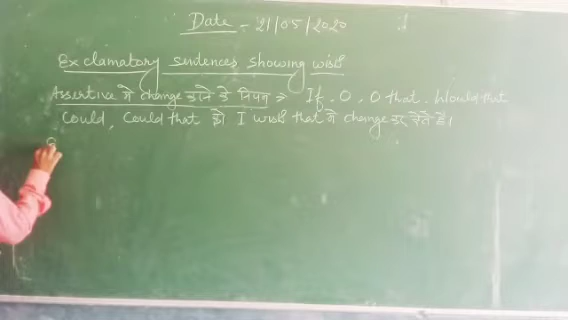 Date - 21/05/2020
Exclamatory sentences, showing wish
Assertive में change करने के नियम ⇒ If, O, O that, Would that
Could, Could that को I wish that में change कर देते है।